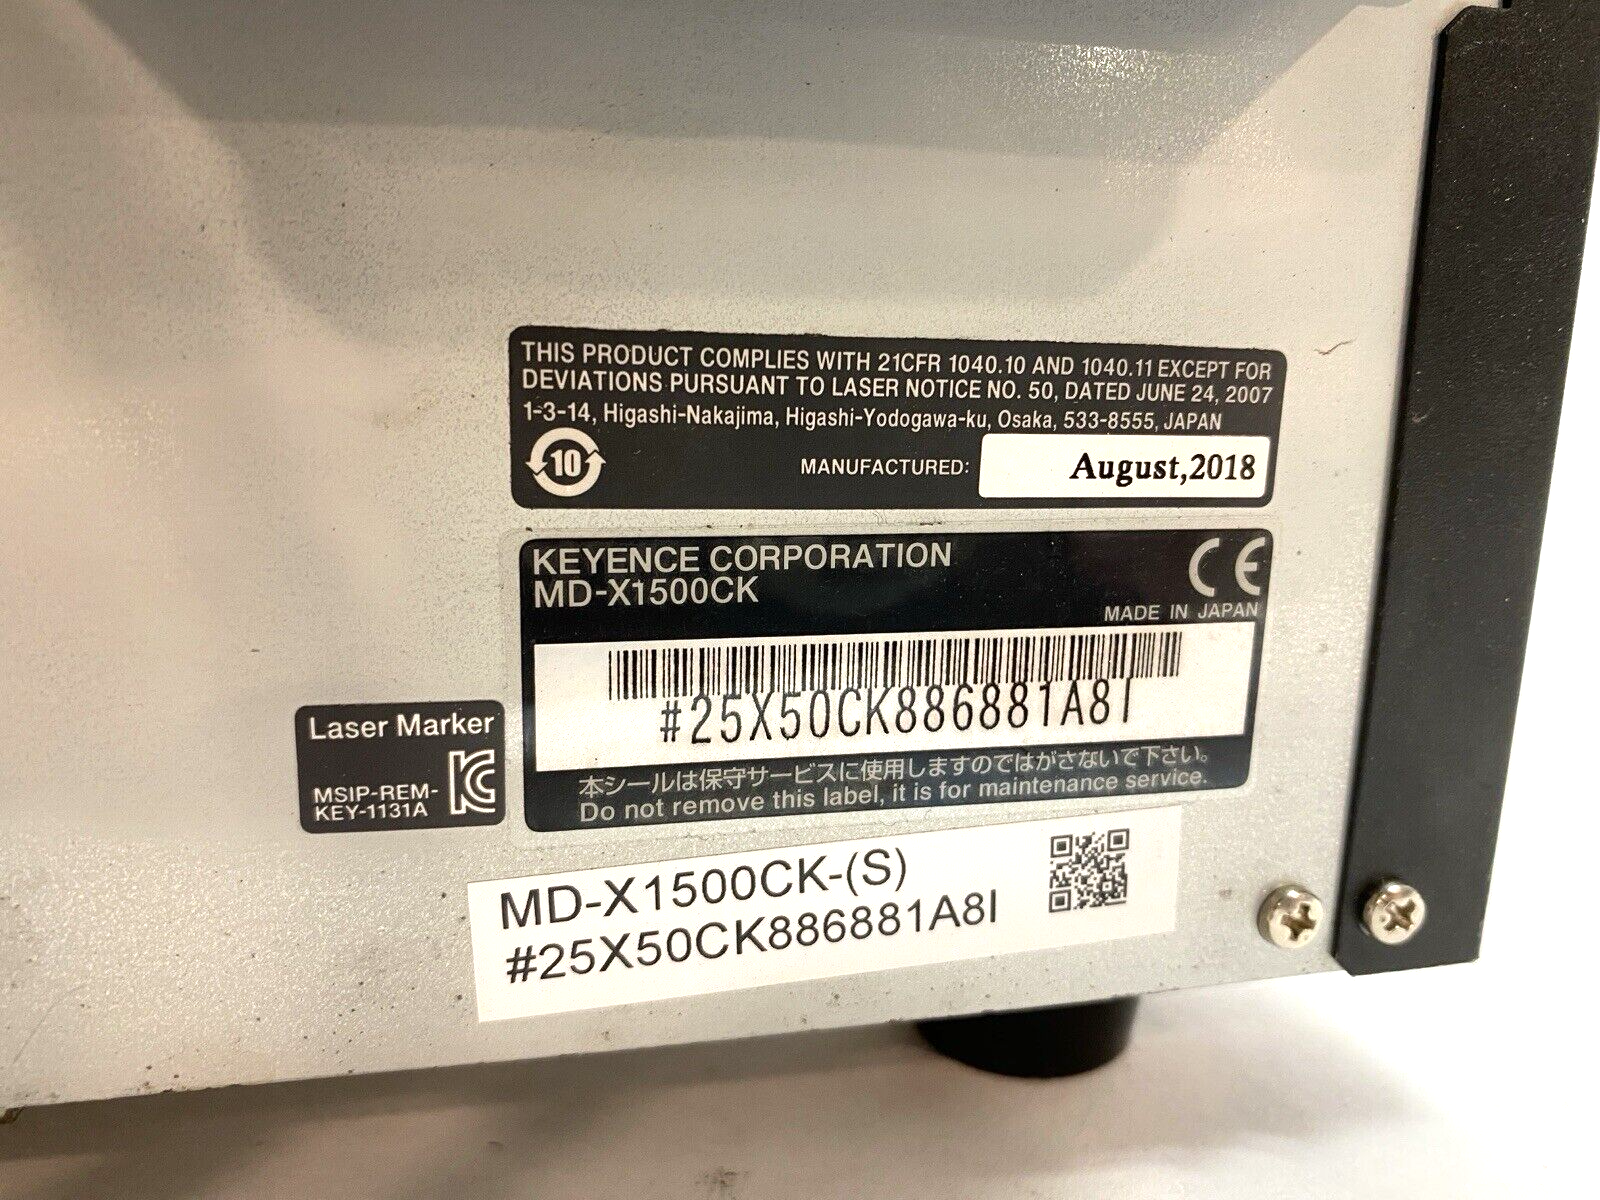 THIS PRODUCT COMPLIES WITH 21CFR 1040.10 AND 1040.11 EXCEPT FOR
DEVIATIONS PURSUANT TO LASER NOTICE NO. 50, DATED JUNE 24, 2007
1-3-14, Higashi-Nakajima, Higashi-Yodogawa-ku, Osaka, 533-8555, JAPAN
10
MANUFACTURED: August,2018
KEYENCE CORPORATION
MD-X1500CK
CE
MADE IN JAPAN
#25X50CK886881A8I
本シールは保守サービスに使用しますのではがさないで下さい。
Do not remove this label, it is for maintenance service.
Laser Marker
MSIP-REM-
KEY-1131A
KC
MD-X1500CK-(S)
#25X50CK886881A8I